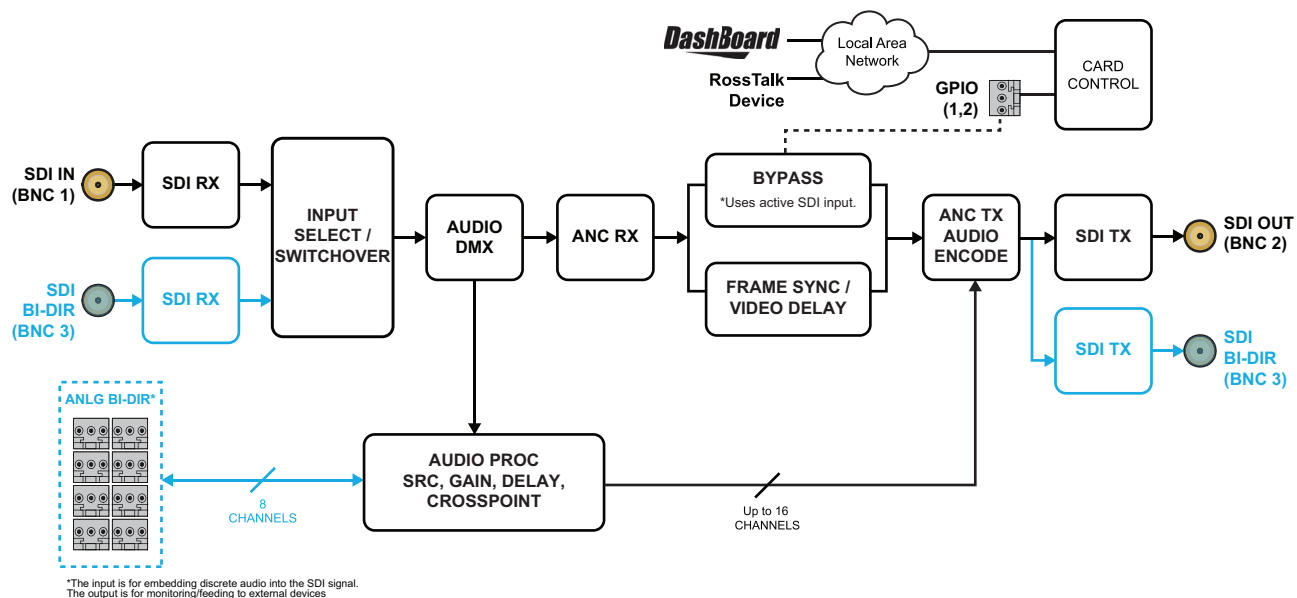 DashBoard
Local Area
Network
RossTalk
Device
GPIO
(1,2)
CARD
CONTROL
SDI IN
(BNC 1)
SDI RX
INPUT
SELECT /
SWITCHOVER
AUDIO
DMX
ANC RX
BYPASS
*Uses active SDI input.
FRAME SYNC /
VIDEO DELAY
ANC TX
AUDIO
ENCODE
SDI TX
SDI OUT
(BNC 2)
SDI
BI-DIR
(BNC 3)
SDI RX
SDI TX
SDI
BI-DIR
(BNC 3)
ANLG BI-DIR*
8
CHANNELS
AUDIO PROC
SRC, GAIN, DELAY,
CROSSPOINT
Up to 16
CHANNELS
*The input is for embedding discrete audio into the SDI signal.
The output is for monitoring/feeding to external devices